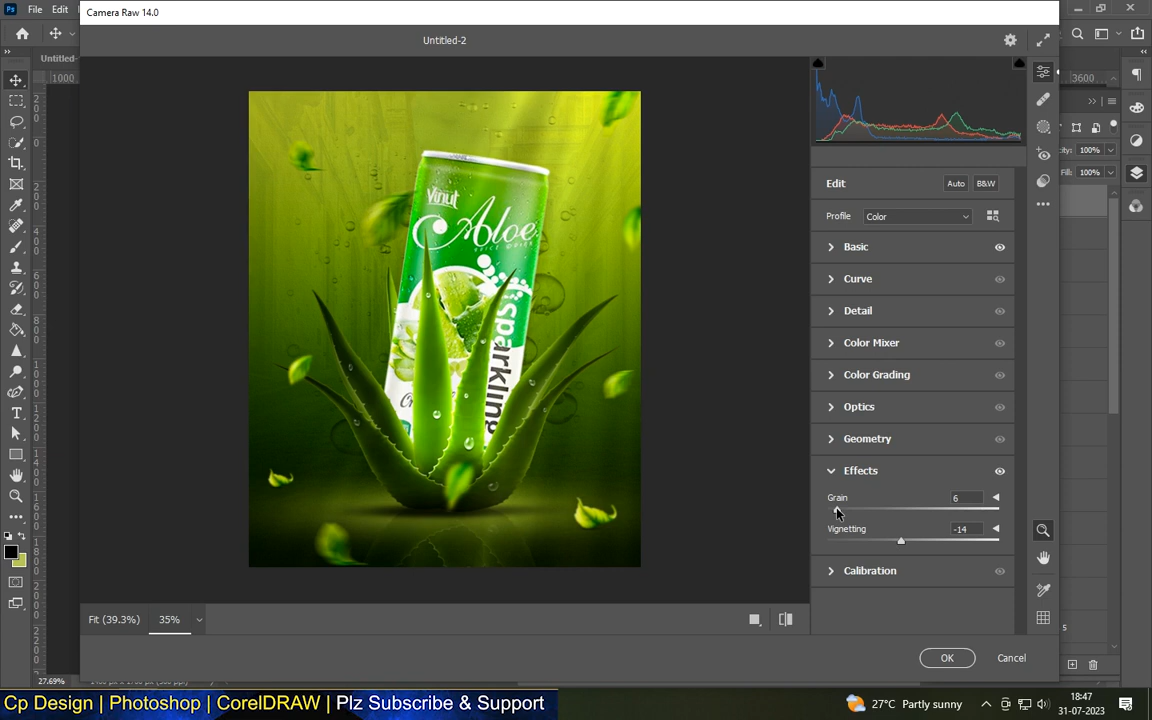 Camera Raw 14.0
Ps
File
Edit
Untitled-2
Untitled-
1000
3600
Edit
Auto
B&W
Profile
Color
Basic
Curve
Detail
Color Mixer
Color Grading
Optics
Geometry
Effects
Grain
6
Vignetting
-14
Calibration
100%
Fill:
100%
Vinut
Aloe
sparkling
Fit (39.3%)
35%
OK
Cancel
27.69%
Cp Design | Photoshop | CorelDRAW | Plz Subscribe & Support
27°C Partly sunny
18:47
31-07-2023